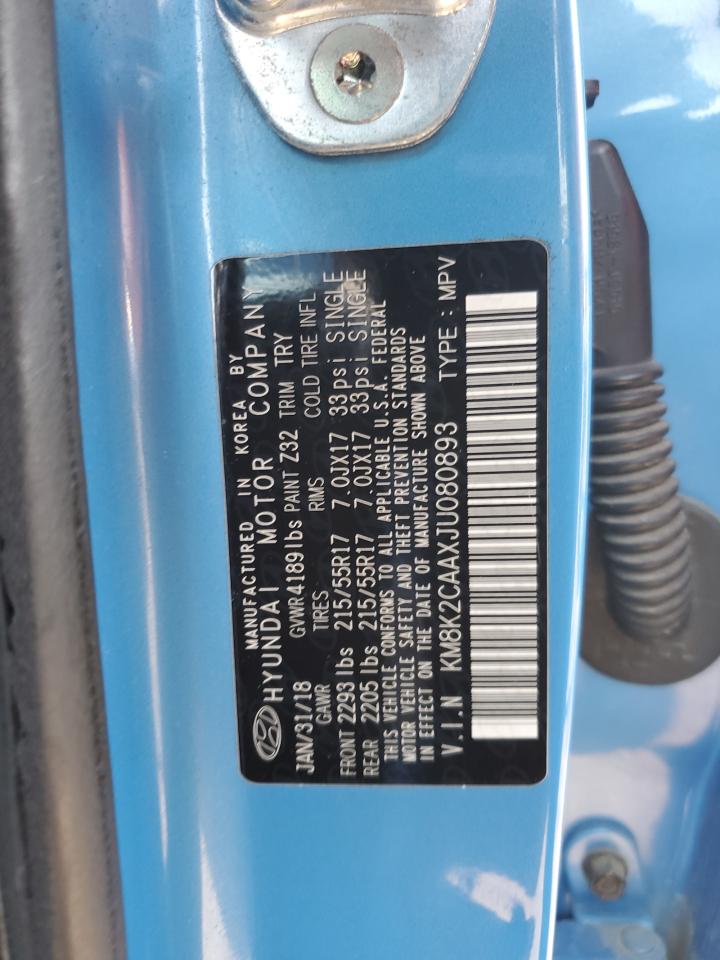 MANUFACTURED IN KOREA BY
HYUNDAI MOTOR COMPANY
JAN/31/18 GVWR4189lbs PAINT Z32 TRIM TRY
GAWR TIRES RIMS COLD TIRE INFL
FRONT 2293lbs 215/55R17 7.0JX17 33psi SINGLE
REAR 2205lbs 215/55R17 7.0JX17 33psi SINGLE
THIS VEHICLE CONFORMS TO ALL APPLICABLE U.S.A. FEDERAL
MOTOR VEHICLE SAFETY AND THEFT PREVENTION STANDARDS
IN EFFECT ON THE DATE OF MANUFACTURE SHOWN ABOVE
V.I.N KM8K2CAAXJU080893 TYPE : MPV